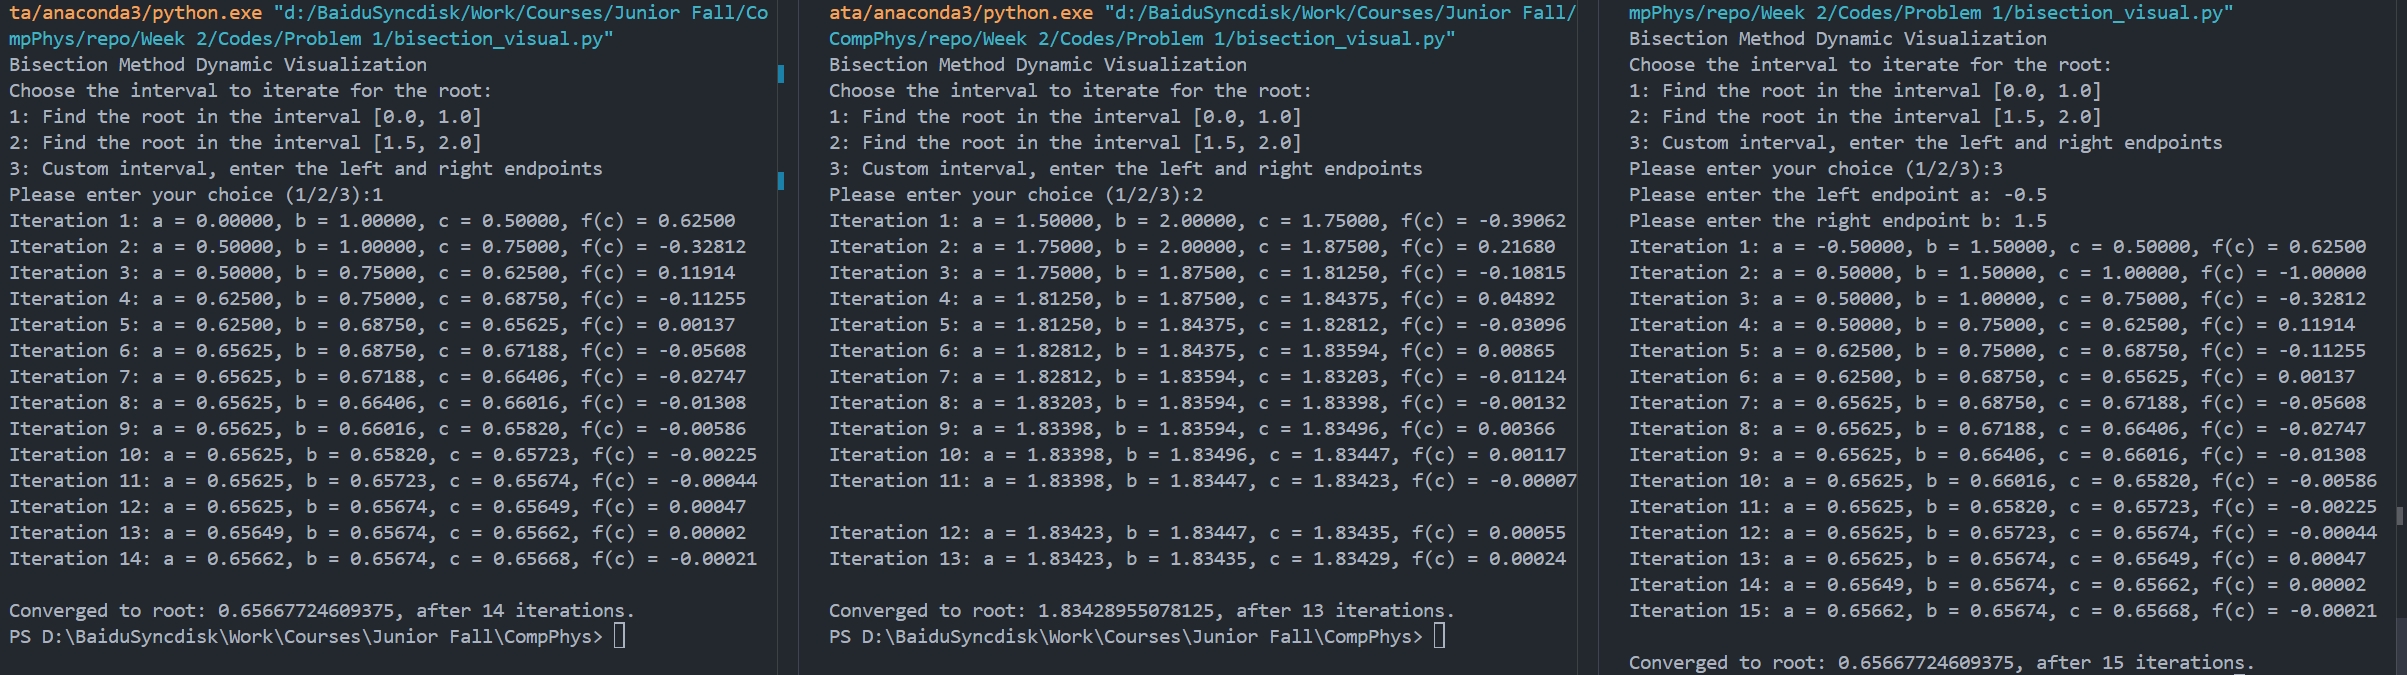 ta/anaconda3/python.exe "d:/BaiduSyncdisk/Work/Courses/Junior Fall/Co
mpPhys/repo/Week 2/Codes/Problem 1/bisection_visual.py"
Bisection Method Dynamic Visualization
Choose the interval to iterate for the root:
1: Find the root in the interval [0.0, 1.0]
2: Find the root in the interval [1.5, 2.0]
3: Custom interval, enter the left and right endpoints
Please enter your choice (1/2/3):1
Iteration 1: a = 0.00000, b = 1.00000, c = 0.50000, f(c) = 0.62500
Iteration 2: a = 0.50000, b = 1.00000, c = 0.75000, f(c) = -0.32812
Iteration 3: a = 0.50000, b = 0.75000, c = 0.62500, f(c) = 0.11914
Iteration 4: a = 0.62500, b = 0.75000, c = 0.68750, f(c) = -0.11255
Iteration 5: a = 0.62500, b = 0.68750, c = 0.65625, f(c) = 0.00137
Iteration 6: a = 0.65625, b = 0.68750, c = 0.67188, f(c) = -0.05608
Iteration 7: a = 0.65625, b = 0.67188, c = 0.66406, f(c) = -0.02747
Iteration 8: a = 0.65625, b = 0.66406, c = 0.66016, f(c) = -0.01308
Iteration 9: a = 0.65625, b = 0.66016, c = 0.65820, f(c) = -0.00586
Iteration 10: a = 0.65625, b = 0.65820, c = 0.65723, f(c) = -0.00225
Iteration 11: a = 0.65625, b = 0.65723, c = 0.65674, f(c) = -0.00044
Iteration 12: a = 0.65625, b = 0.65674, c = 0.65649, f(c) = 0.00047
Iteration 13: a = 0.65649, b = 0.65674, c = 0.65662, f(c) = 0.00002
Iteration 14: a = 0.65662, b = 0.65674, c = 0.65668, f(c) = -0.00021
Converged to root: 0.65667724609375, after 14 iterations.
PS D:\BaiduSyncdisk\Work\Courses\Junior Fall\CompPhys>
ata/anaconda3/python.exe "d:/BaiduSyncdisk/Work/Courses/Junior Fall/
CompPhys/repo/Week 2/Codes/Problem 1/bisection_visual.py"
Bisection Method Dynamic Visualization
Choose the interval to iterate for the root:
1: Find the root in the interval [0.0, 1.0]
2: Find the root in the interval [1.5, 2.0]
3: Custom interval, enter the left and right endpoints
Please enter your choice (1/2/3):2
Iteration 1: a = 1.50000, b = 2.00000, c = 1.75000, f(c) = -0.39062
Iteration 2: a = 1.75000, b = 2.00000, c = 1.87500, f(c) = 0.21680
Iteration 3: a = 1.75000, b = 1.87500, c = 1.81250, f(c) = -0.10815
Iteration 4: a = 1.81250, b = 1.87500, c = 1.84375, f(c) = 0.04892
Iteration 5: a = 1.81250, b = 1.84375, c = 1.82812, f(c) = -0.03096
Iteration 6: a = 1.82812, b = 1.84375, c = 1.83594, f(c) = 0.00865
Iteration 7: a = 1.82812, b = 1.83594, c = 1.83203, f(c) = -0.01124
Iteration 8: a = 1.83203, b = 1.83594, c = 1.83398, f(c) = -0.00132
Iteration 9: a = 1.83398, b = 1.83594, c = 1.83496, f(c) = 0.00366
Iteration 10: a = 1.83398, b = 1.83496, c = 1.83447, f(c) = 0.00117
Iteration 11: a = 1.83398, b = 1.83447, c = 1.83423, f(c) = -0.00007
Iteration 12: a = 1.83423, b = 1.83447, c = 1.83435, f(c) = 0.00055
Iteration 13: a = 1.83423, b = 1.83435, c = 1.83429, f(c) = 0.00024
Converged to root: 1.83428955078125, after 13 iterations.
PS D:\BaiduSyncdisk\Work\Courses\Junior Fall\CompPhys>
mpPhys/repo/Week 2/Codes/Problem 1/bisection_visual.py"
Bisection Method Dynamic Visualization
Choose the interval to iterate for the root:
1: Find the root in the interval [0.0, 1.0]
2: Find the root in the interval [1.5, 2.0]
3: Custom interval, enter the left and right endpoints
Please enter your choice (1/2/3):3
Please enter the left endpoint a: -0.5
Please enter the right endpoint b: 1.5
Iteration 1: a = -0.50000, b = 1.50000, c = 0.50000, f(c) = 0.62500
Iteration 2: a = 0.50000, b = 1.50000, c = 1.00000, f(c) = -1.00000
Iteration 3: a = 0.50000, b = 1.00000, c = 0.75000, f(c) = -0.32812
Iteration 4: a = 0.50000, b = 0.75000, c = 0.62500, f(c) = 0.11914
Iteration 5: a = 0.62500, b = 0.75000, c = 0.68750, f(c) = -0.11255
Iteration 6: a = 0.62500, b = 0.68750, c = 0.65625, f(c) = 0.00137
Iteration 7: a = 0.65625, b = 0.68750, c = 0.67188, f(c) = -0.05608
Iteration 8: a = 0.65625, b = 0.67188, c = 0.66406, f(c) = -0.02747
Iteration 9: a = 0.65625, b = 0.66406, c = 0.66016, f(c) = -0.01308
Iteration 10: a = 0.65625, b = 0.66016, c = 0.65820, f(c) = -0.00586
Iteration 11: a = 0.65625, b = 0.65820, c = 0.65723, f(c) = -0.00225
Iteration 12: a = 0.65625, b = 0.65723, c = 0.65674, f(c) = -0.00044
Iteration 13: a = 0.65625, b = 0.65674, c = 0.65649, f(c) = 0.00047
Iteration 14: a = 0.65649, b = 0.65674, c = 0.65662, f(c) = 0.00002
Iteration 15: a = 0.65662, b = 0.65674, c = 0.65668, f(c) = -0.00021
Converged to root: 0.65667724609375, after 15 iterations.